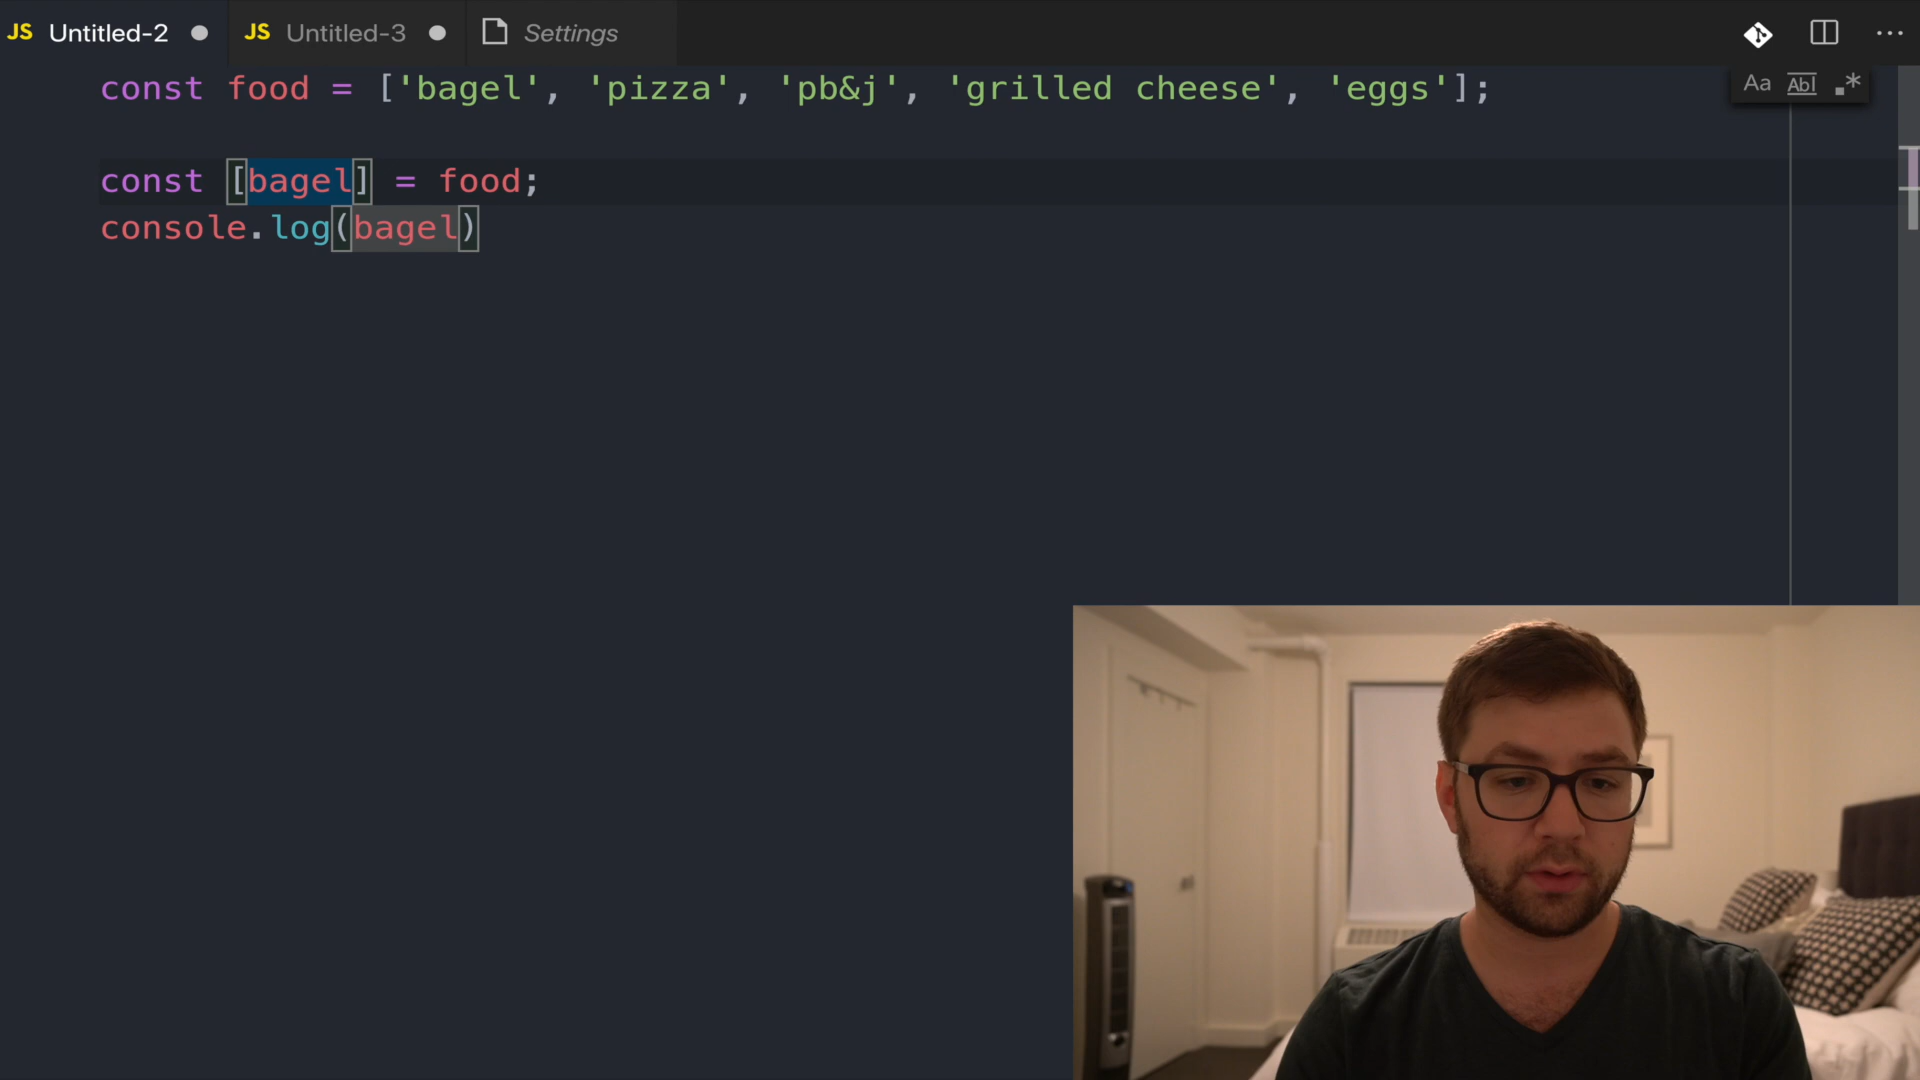 JS Untitled-2 JS Untitled-3 Settings
Aa Abl .*
const food = ['bagel', 'pizza', 'pb&j', 'grilled cheese', 'eggs'];
const [bagel] = food;
console.log(bagel)